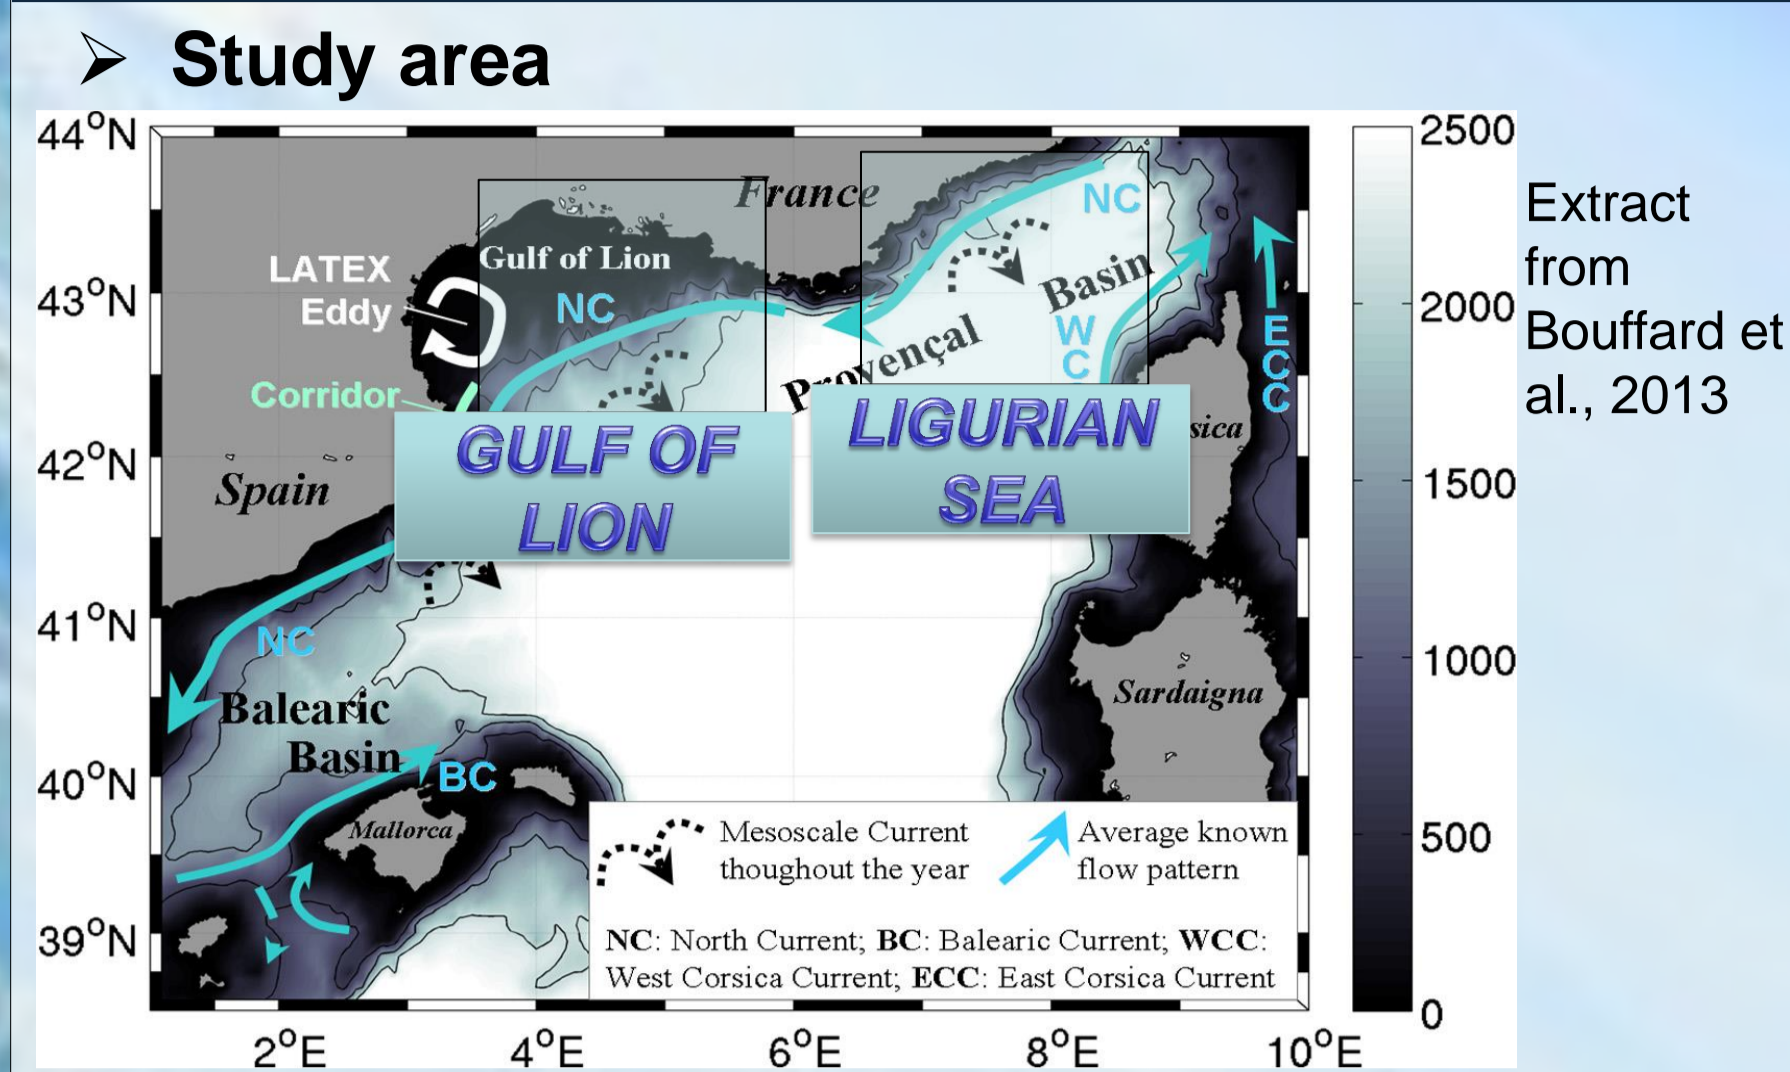 ➢ Study area
44°N
43°N
42°N
41°N
40°N
39°N
2°E
4°E
6°E
8°E
10°E
2500
2000
1500
1000
500
0
France
NC
LATEX
Eddy
Gulf of Lion
NC
Basin
Provençal
WC
ECC
Corridor
GULF OF
LION
LIGURIAN
SEA
sica
Spain
NC
Balearic
Basin
BC
Mallorca
Sardaigna
Mesoscale Current
thoughout the year
Average known
flow pattern
NC: North Current; BC: Balearic Current; WCC:
West Corsica Current; ECC: East Corsica Current
Extract
from
Bouffard et
al., 2013